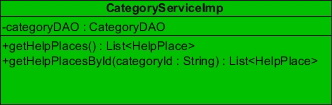 CategoryServiceImp
-categoryDAO : CategoryDAO
+getHelpPlaces() : List<HelpPlace>
+getHelpPlacesById(categoryId : String) : List<HelpPlace>